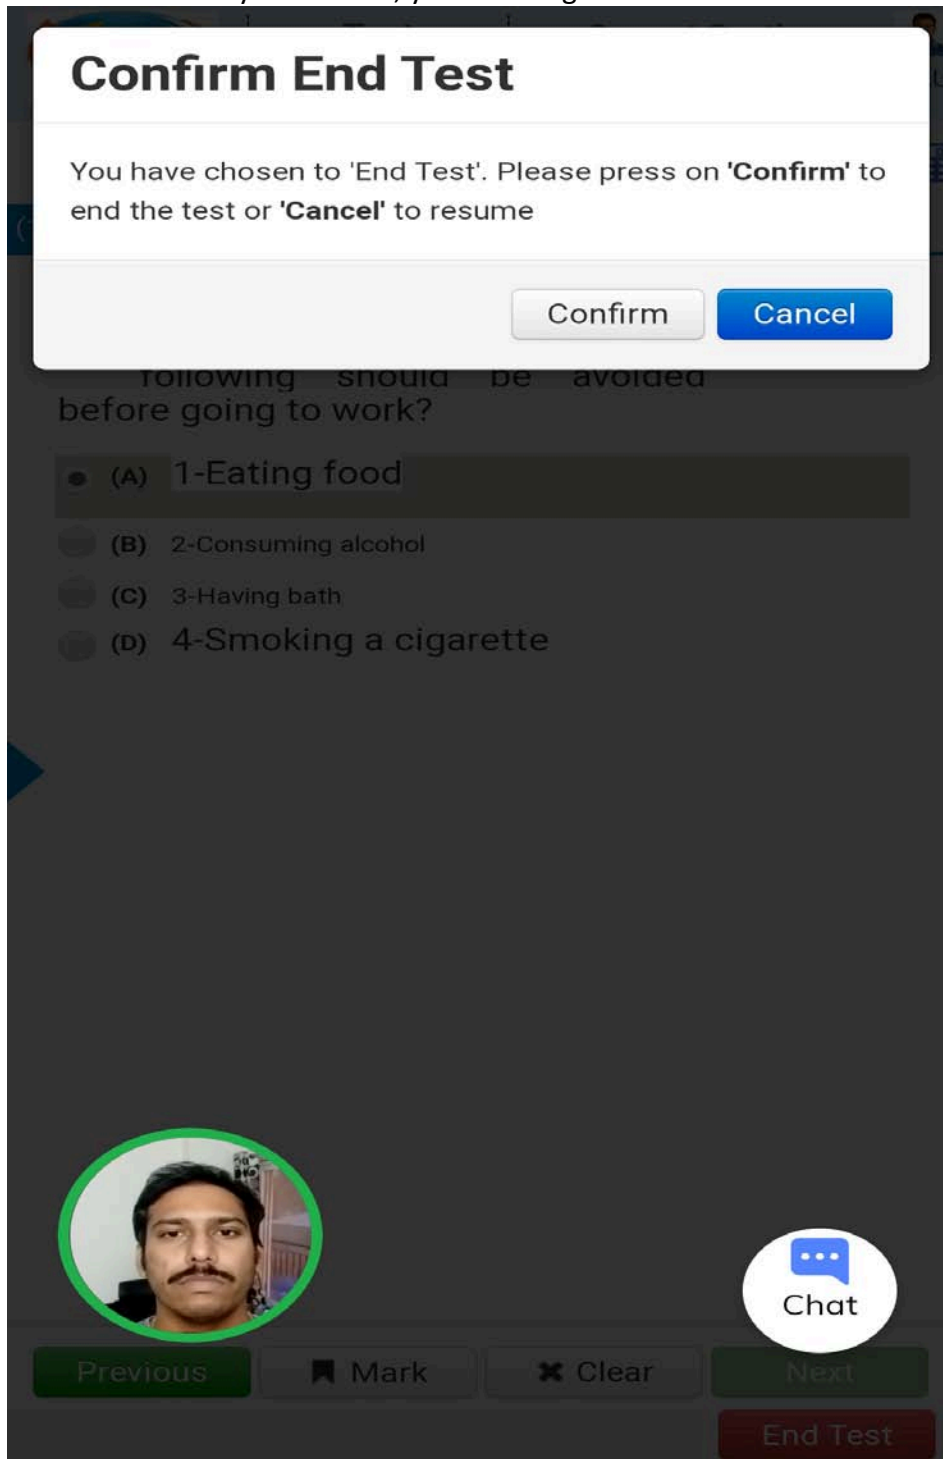 Confirm End Test
You have chosen to 'End Test'. Please press on 'Confirm' to
end the test or 'Cancel' to resume
Confirm Cancel
following should be avoided
before going to work?
(A) 1-Eating food
(B) 2-Consuming alcohol
(C) 3-Having bath
(D) 4-Smoking a cigarette
Chat
Previous Mark Clear Next
End Test